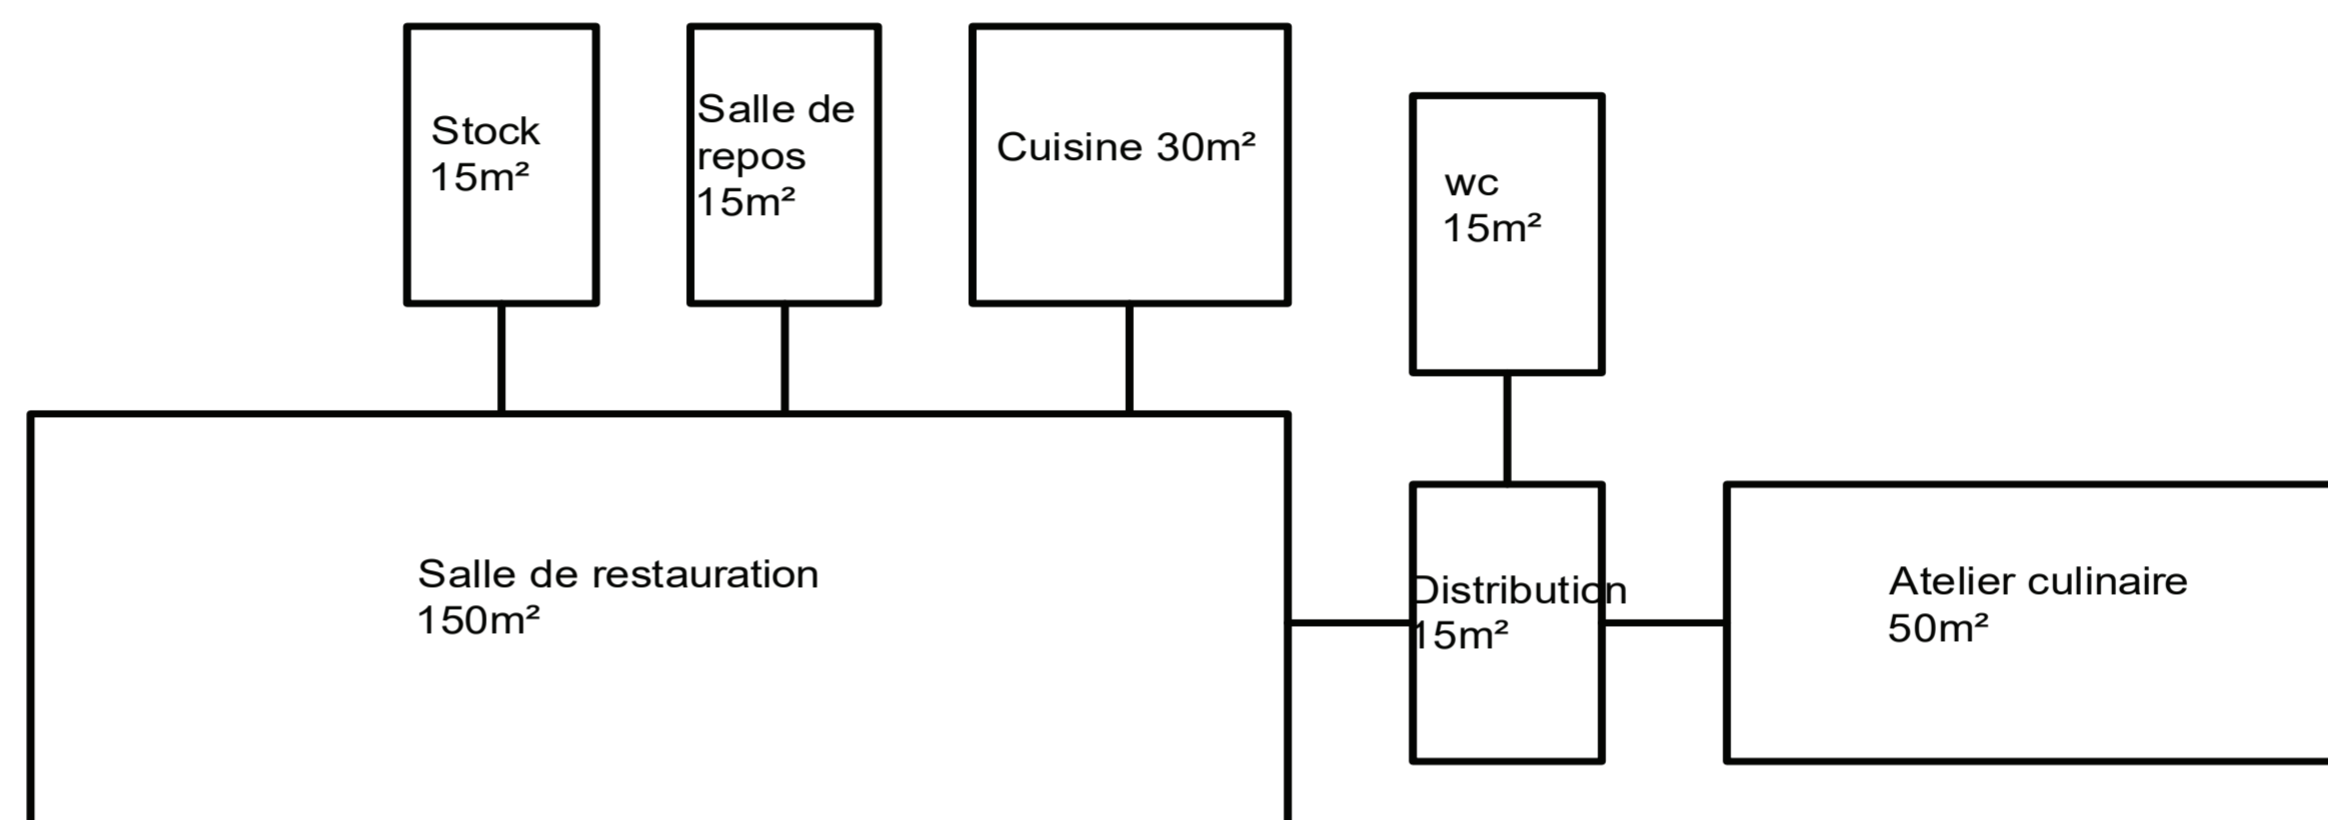 Stock
15m²
Salle de
repos
15m²
Cuisine 30m²
wc
15m²
Salle de restauration
150m²
Distribution
15m²
Atelier culinaire
50m²